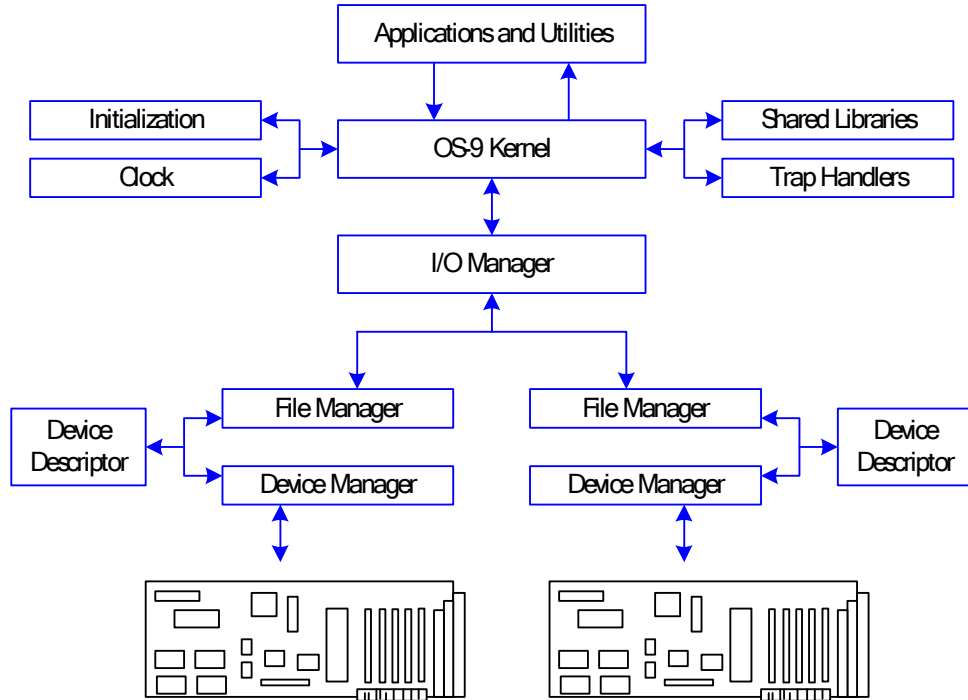 Applications and Utilities
Initialization
Shared Libraries
OS-9 Kernel
Clock
Trap Handlers
I/O Manager
File Manager
File Manager
Device
Descriptor
Device
Descriptor
Device Manager
Device Manager